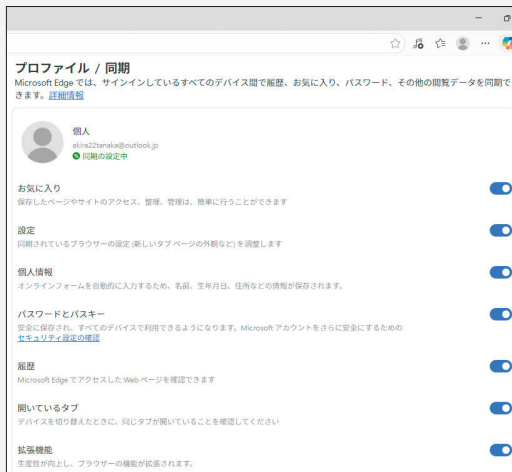 プロファイル / 同期
Microsoft Edge では、サインインしているすべてのデバイス間で履歴、お気に入り、パスワード、その他の閲覧データを同期で
きます。詳細情報
個人
akira22tanaka@outlook.jp
同期の設定中
お気に入り
保存したページやサイトのアクセス、整理、管理は、簡単に行うことができます
設定
同期されているブラウザーの設定 (新しいタブ ページの外観など) を調整します
個人情報
オンラインフォームを自動的に入力するため、名前、生年月日、住所などの情報が保存されます。
パスワードとパスキー
安全に保存され、すべてのデバイスで利用できるようになります。Microsoft アカウントをさらに安全にするための
セキュリティ設定の確認
履歴
Microsoft Edge でアクセスした Web ページを確認できます
開いているタブ
デバイスを切り替えたときに、同じタブが開いていることを確認してください
拡張機能
生産性が向上し、ブラウザーの機能が拡張されます。